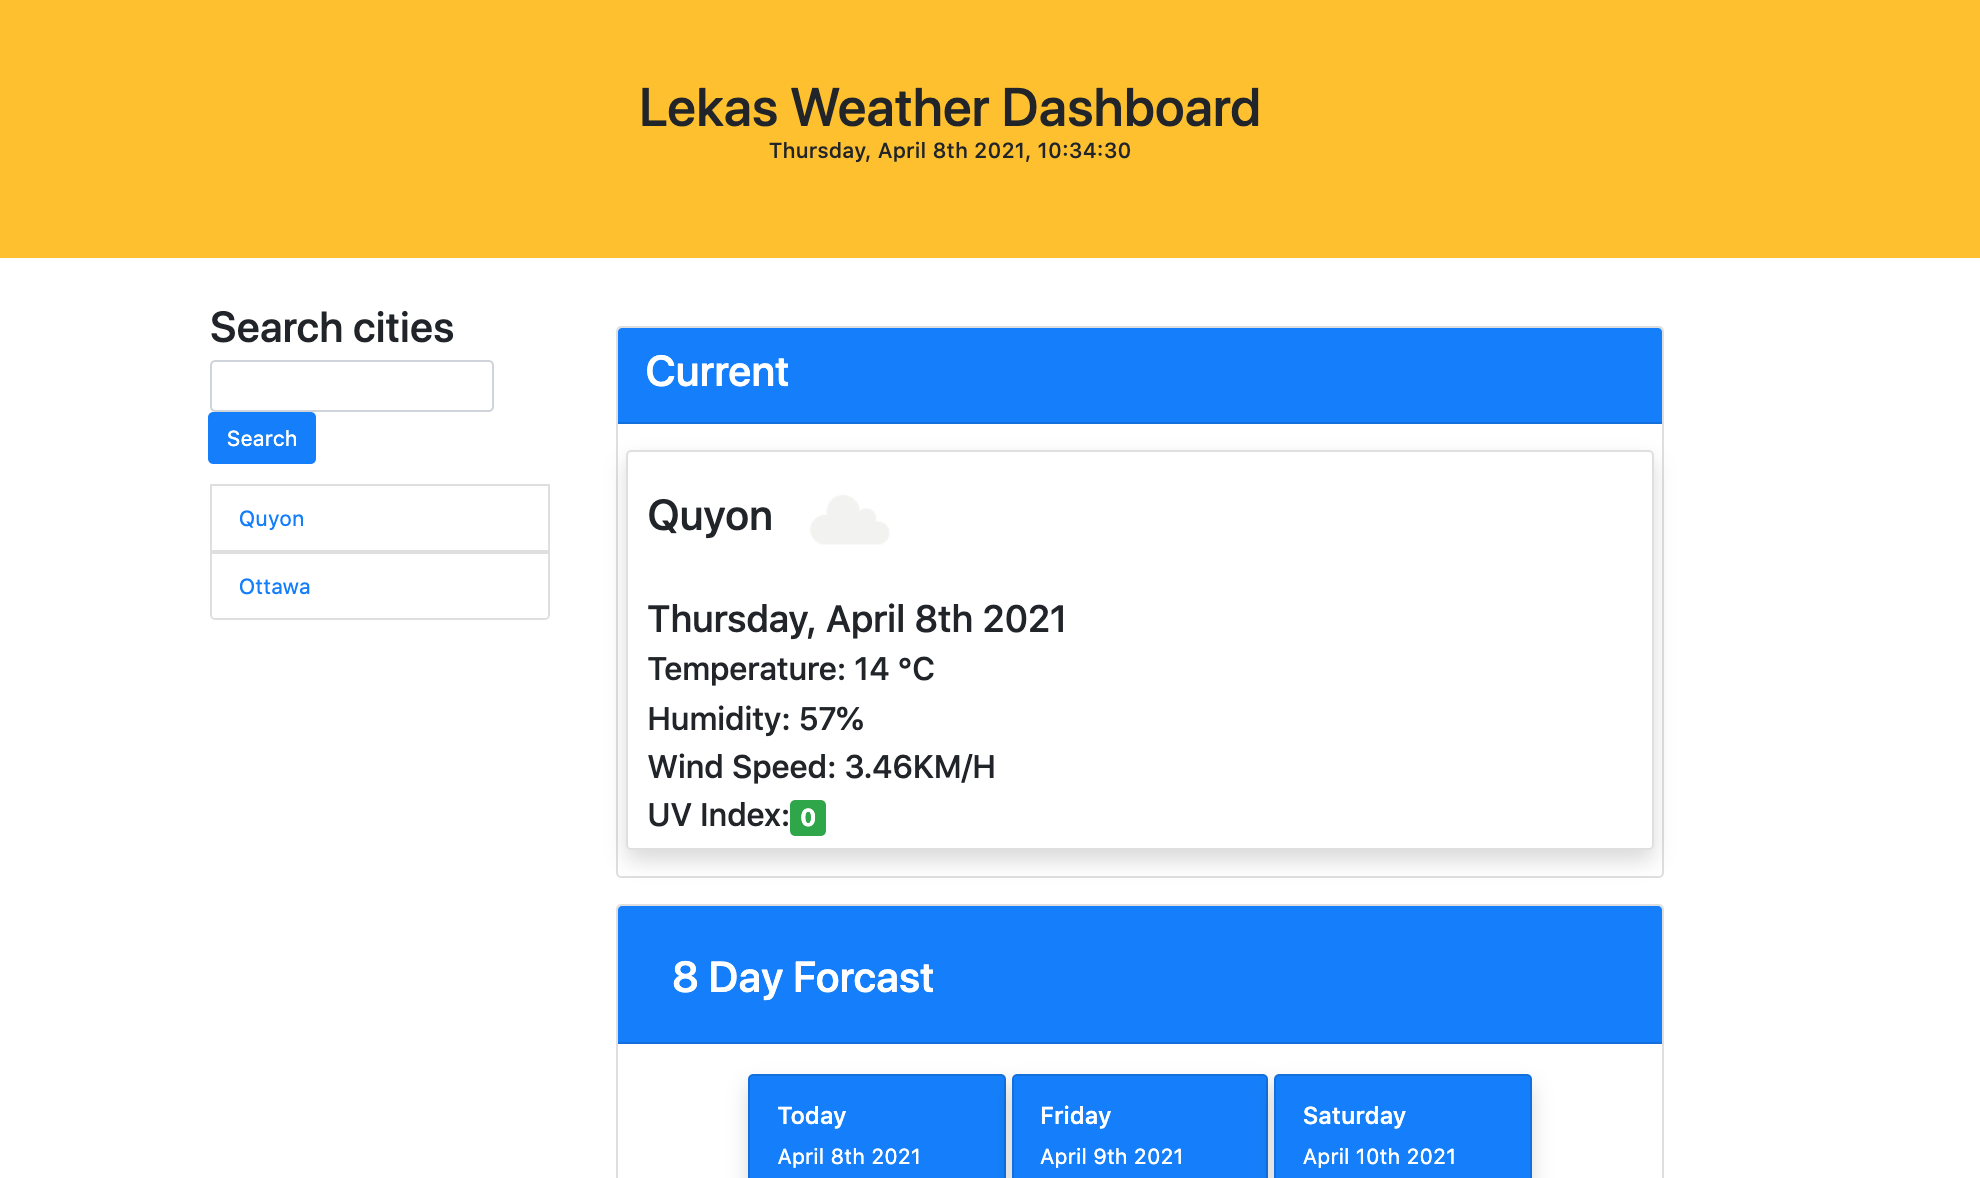 Lekas Weather Dashboard
Thursday, April 8th 2021, 10:34:30
Search cities
Search
Quyon
Ottawa
Current
Quyon
Thursday, April 8th 2021
Temperature: 14 °C
Humidity: 57%
Wind Speed: 3.46KM/H
UV Index:0
8 Day Forcast
Today
April 8th 2021
Friday
April 9th 2021
Saturday
April 10th 2021